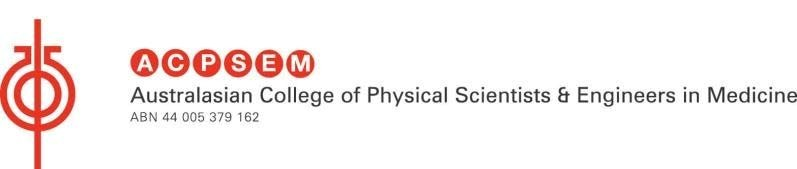 ACPSEM
Australasian College of Physical Scientists & Engineers in Medicine
ABN 44 005 379 162